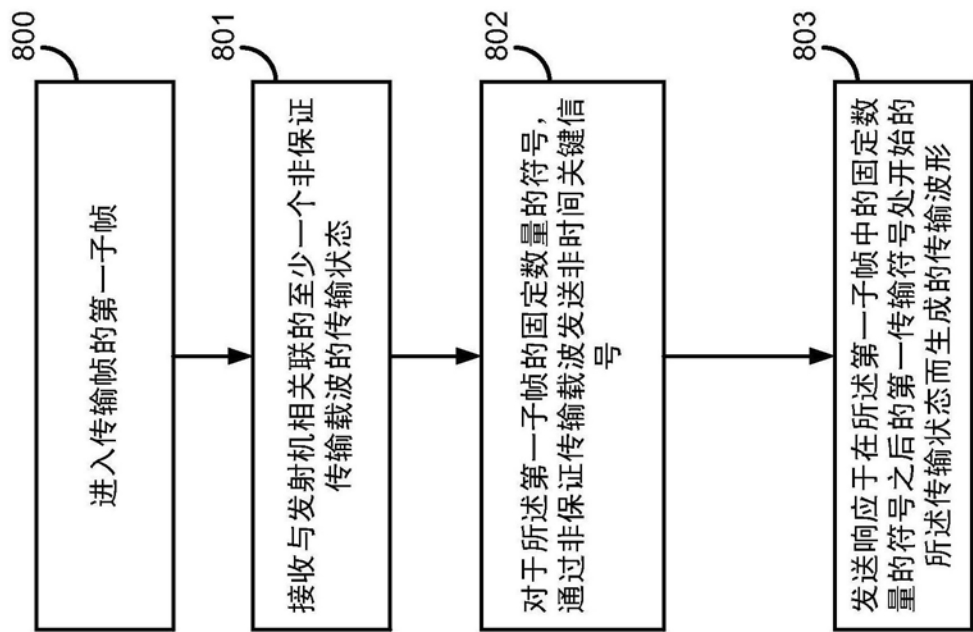 800
进入传输帧的第一子帧
801
接收与发射机相关联的至少一个非保证
传输载波的传输状态
802
对于所述第一子帧的固定数量的符号，
通过非保证传输载波发送非时间关键信
号
803
发送响应于在所述第一子帧中的固定数
量的符号之后的第一传输符号处开始的
所述传输状态而生成的传输波形